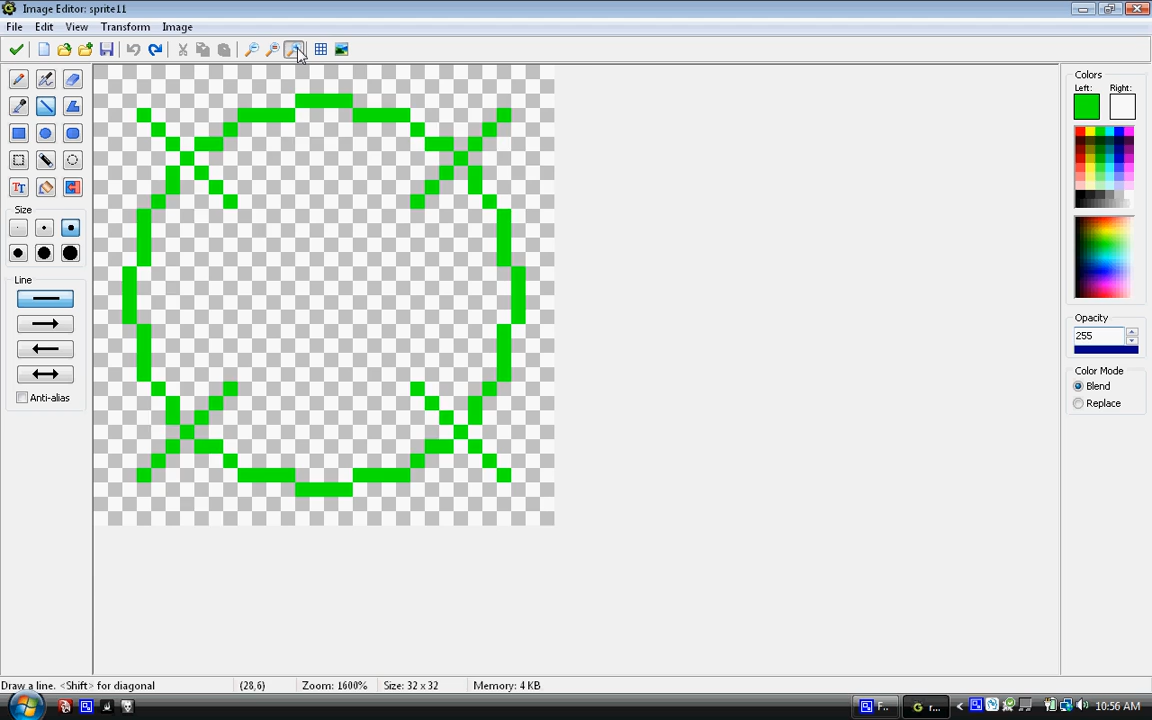 Image Editor: sprite11
File Edit View Transform Image
Colors
Left: Right:
TT
Size
Line
Anti-alias
Opacity
255
Color Mode
Blend
Replace
Draw a line. <Shift> for diagonal (28,6) Zoom: 1600% Size: 32 x 32 Memory: 4 KB
F.. r... 10:56 AM